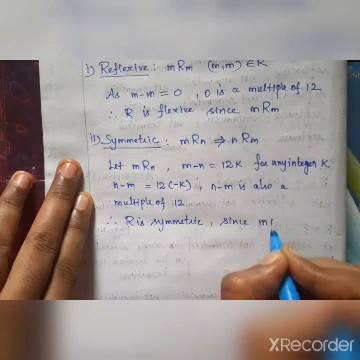 i) Reflexive : mRm (m,m) ∈ K
As m-m = 0 , 0 is a multiple of 12
∴ R is flexive since mRm
ii) Symmetric : mRn ⇒ nRm
Let mRn , m-n = 12K for any integer K
n-m = 12(-K) ; n-m is also a
multiple of 12
∴ R is symmetric , since m
XRecorder